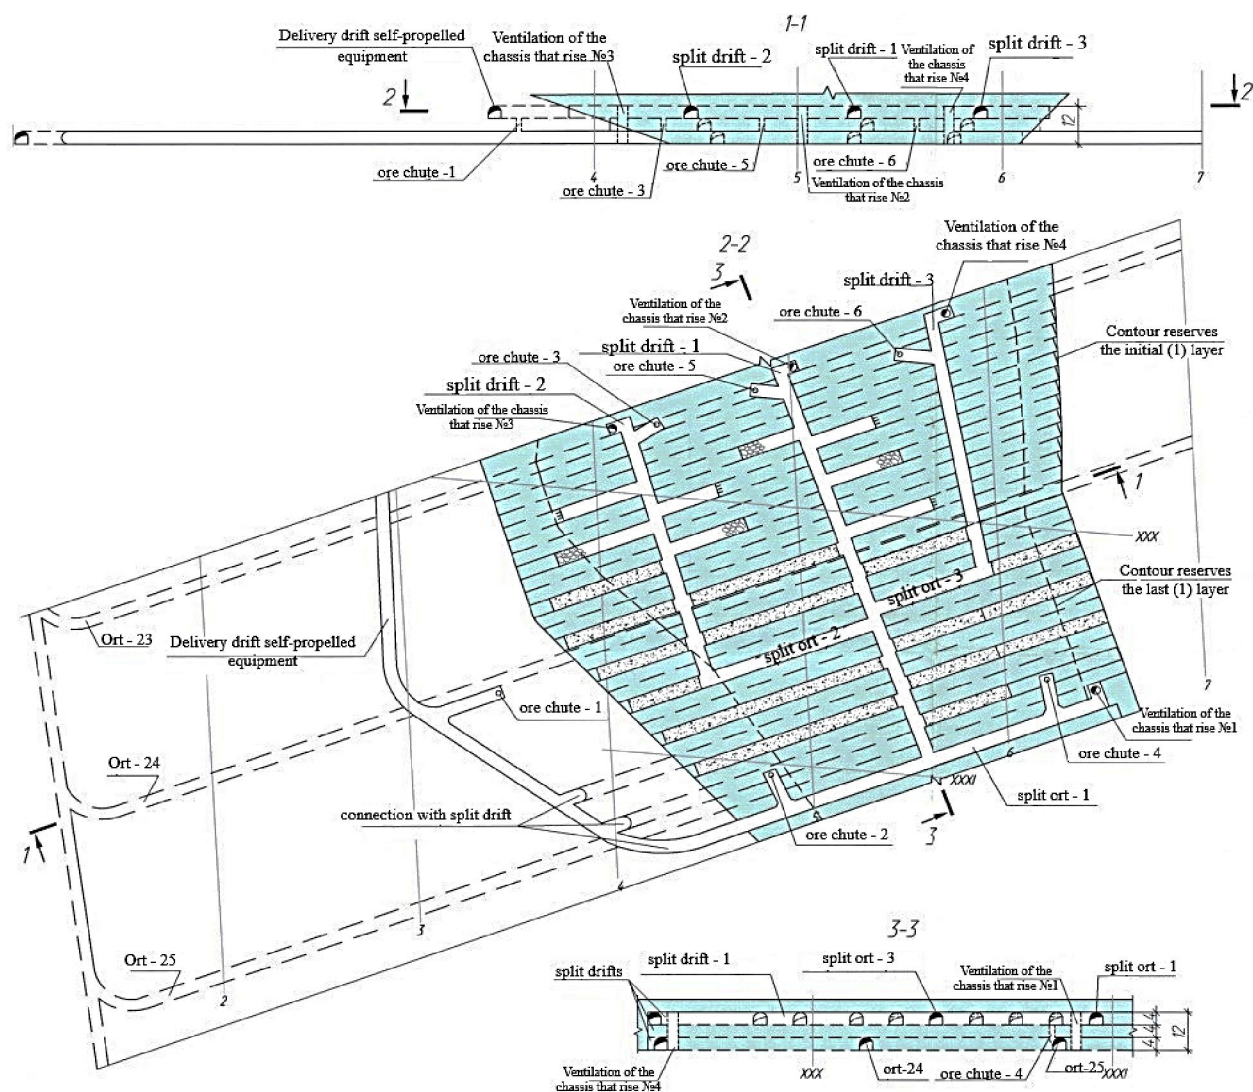 1-1
Delivery drift self-propelled
equipment
Ventilation of the
chassis that rise №3
split drift - 2
split drift - 1
Ventilation of
the chassis
that rise №4
split drift - 3
2
2
12
ore chute -1
ore chute - 3
ore chute - 5
ore chute - 6
Ventilation of the chassis
that rise №2
4
5
6
7
2-2
3
Ventilation of the
chassis that rise №4
split drift - 3
Ventilation of the
chassis that rise №2
ore chute - 6
split drift - 1
ore chute - 3
ore chute - 5
split drift - 2
Ventilation of the chassis
that rise №3
Contour reserves
the initial (1) layer
1
XXX
Contour reserves
the last (1) layer
split ort - 3
split ort - 2
Ort - 23
Delivery drift self-propelled
equipment
ore chute - 1
7
Ventilation of the
chassis that rise №1
ore chute - 4
Ort - 24
XXXI
6
split ort - 1
connection with split drift
5
ore chute - 2
3
1
4
3
Ort - 25
2
3-3
split drifts
split drift - 1
split ort - 3
Ventilation of the
chassis that rise №1
split ort - 1
4
4
4
12
Ventilation of the
chassis that rise №4
XXX
ort-24
ore chute - 4
ort-25
XXXI